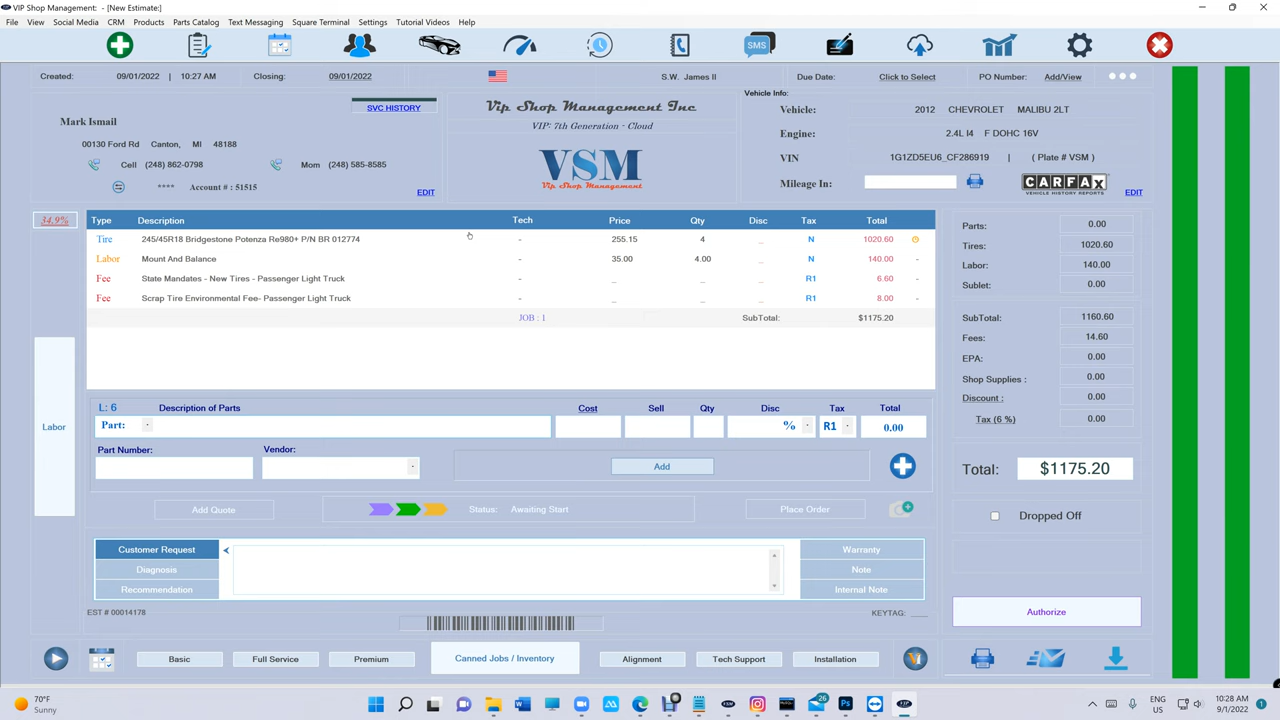 VIP Shop Management: - [New Estimate:]
File View Social Media CRM Products Parts Catalog Text Messaging Square Terminal Settings Tutorial Videos Help
SMS
Created: 09/01/2022 | 10:27 AM Closing: 09/01/2022 S.W. James II Due Date: Click to Select PO Number: Add/View
SVC HISTORY
Mark Ismail
00130 Ford Rd Canton, MI 48188
Cell (248) 862-0798 Mom (248) 585-8585
**** Account # : 51515
EDIT
Vip Shop Management Inc
VIP: 7th Generation - Cloud
VSM
Vip Shop Management
Vehicle Info:
Vehicle: 2012 CHEVROLET MALIBU 2LT
Engine: 2.4L I4 F DOHC 16V
VIN 1G1ZD5EU6_CF286919 | ( Plate # VSM )
Mileage In:
CARFAX
VEHICLE HISTORY REPORTS
EDIT
34.9%
Type Description Tech Price Qty Disc Tax Total
Tire 245/45R18 Bridgestone Potenza Re980+ P/N BR 012774 - 255.15 4 _ N 1020.60
Labor Mount And Balance - 35.00 4.00 _ N 140.00 -
Fee State Mandates - New Tires - Passenger Light Truck - _ _ _ R1 6.60 -
Fee Scrap Tire Environmental Fee- Passenger Light Truck - _ _ _ R1 8.00 -
JOB : 1 SubTotal: $1175.20
Labor
L: 6 Description of Parts Cost Sell Qty Disc Tax Total
Part: % R1 0.00
Part Number: Vendor:
Add
Add Quote Status: Awaiting Start Place Order
Customer Request
Diagnosis
Recommendation
Warranty
Note
Internal Note
EST # 00014178 KEYTAG: ___
Parts: 0.00
Tires: 1020.60
Labor: 140.00
Sublet: 0.00
SubTotal: 1160.60
Fees: 14.60
EPA: 0.00
Shop Supplies : 0.00
Discount : 0.00
Tax (6 %) 0.00
Total: $1175.20
Dropped Off
Authorize
Basic Full Service Premium Canned Jobs / Inventory Alignment Tech Support Installation
70°F
Sunny
26
ENG
US
10:28 AM
9/1/2022